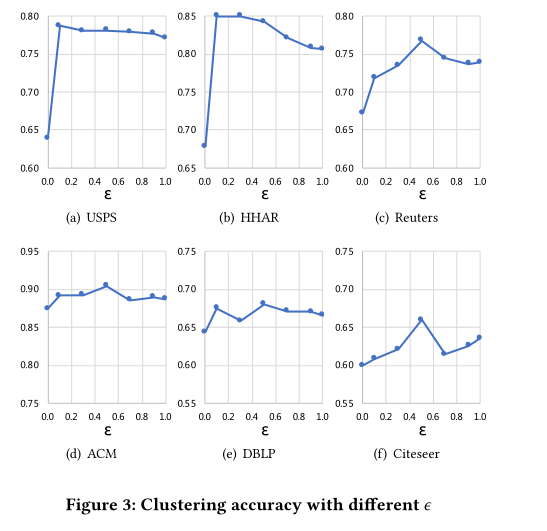 0.80
0.75
0.70
0.65
0.60
0.0 0.2 0.4 0.6 0.8 1.0
ε
(a) USPS
0.85
0.80
0.75
0.70
0.65
0.0 0.2 0.4 0.6 0.8 1.0
ε
(b) HHAR
0.80
0.75
0.70
0.65
0.60
0.0 0.2 0.4 0.6 0.8 1.0
ε
(c) Reuters
0.95
0.90
0.85
0.80
0.75
0.0 0.2 0.4 0.6 0.8 1.0
ε
(d) ACM
0.75
0.70
0.65
0.60
0.55
0.0 0.2 0.4 0.6 0.8 1.0
ε
(e) DBLP
0.75
0.70
0.65
0.60
0.55
0.0 0.2 0.4 0.6 0.8 1.0
ε
(f) Citeseer
Figure 3: Clustering accuracy with different ϵ